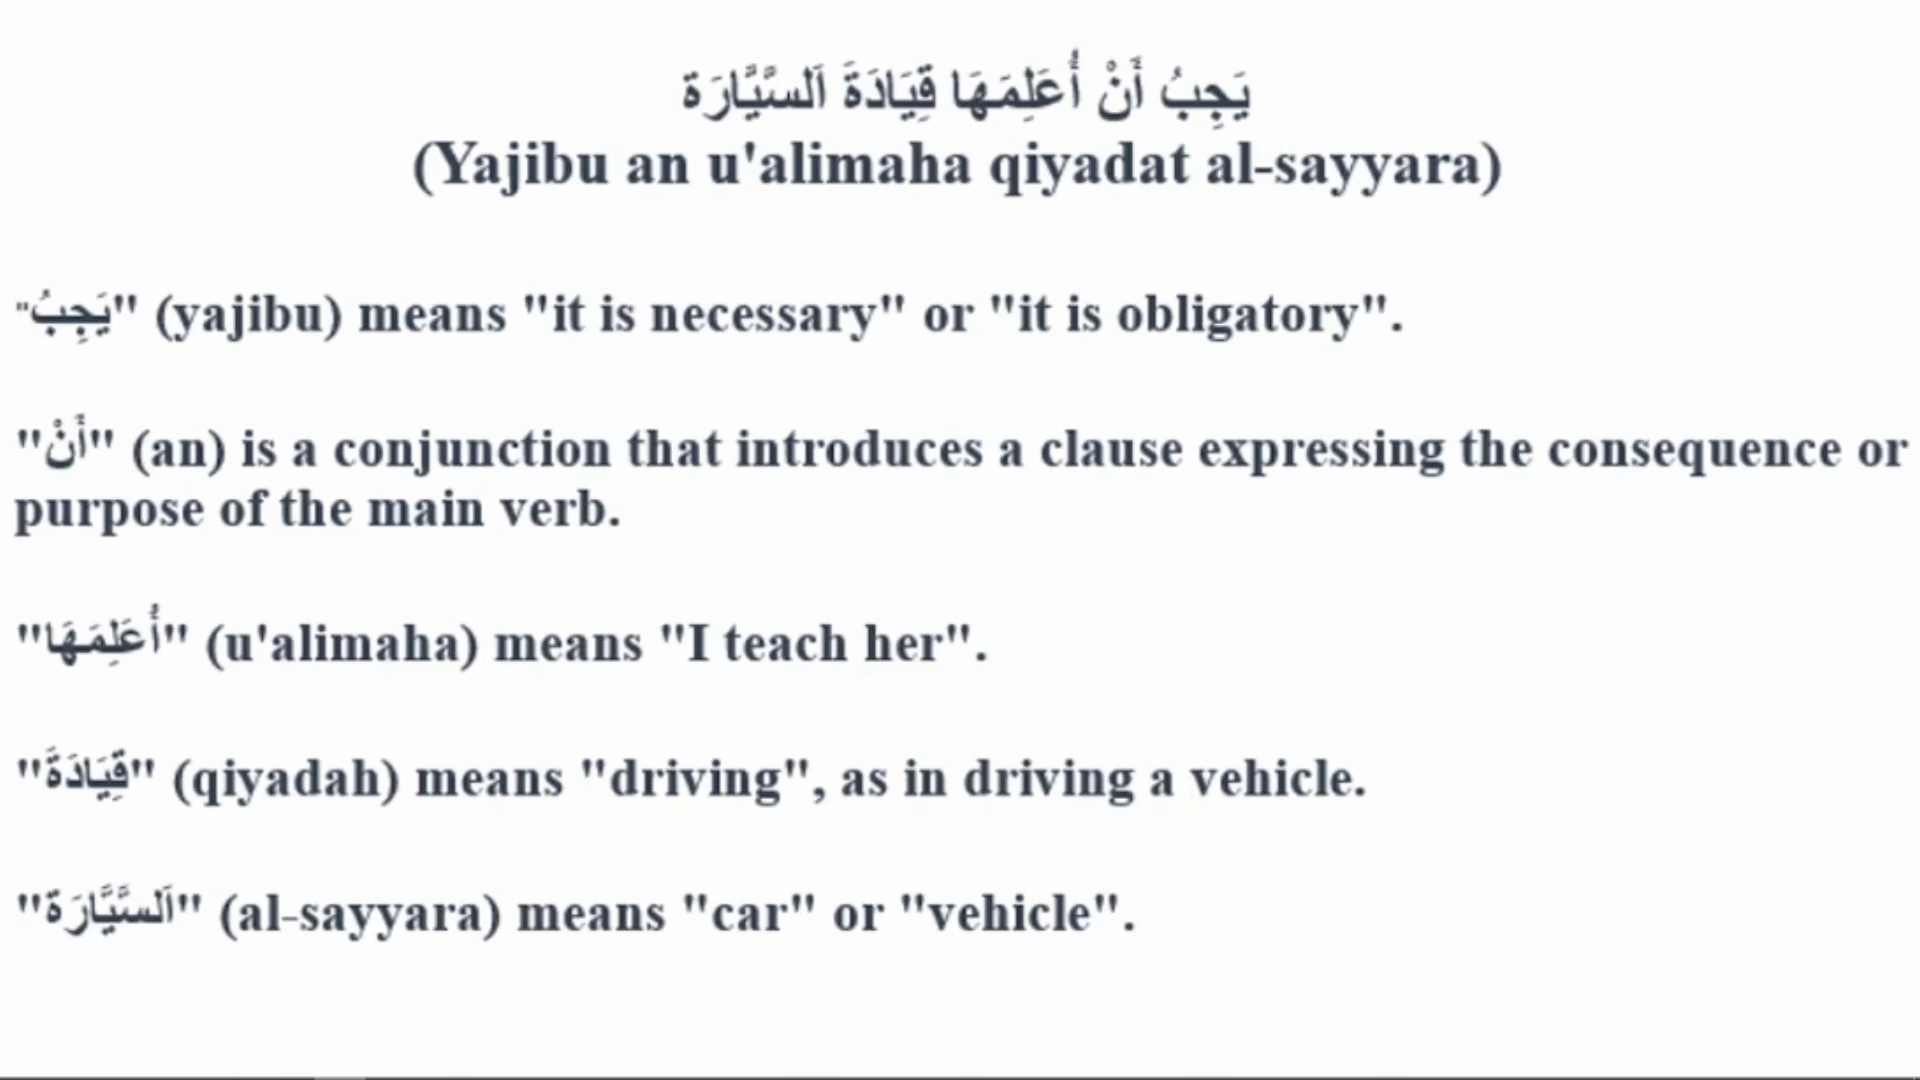 يَجِبُ أَنْ أُعَلِمَهَا قِيَادَةَ اَلسَّيَّارَة
(Yajibu an u'alimaha qiyadat al-sayyara)
"يَجِبُ" (yajibu) means "it is necessary" or "it is obligatory".
"أَنْ" (an) is a conjunction that introduces a clause expressing the consequence or
purpose of the main verb.
"أُعَلِمَهَا" (u'alimaha) means "I teach her".
"قِيَادَةَ" (qiyadah) means "driving", as in driving a vehicle.
"اَلسَّيَّارَة" (al-sayyara) means "car" or "vehicle".